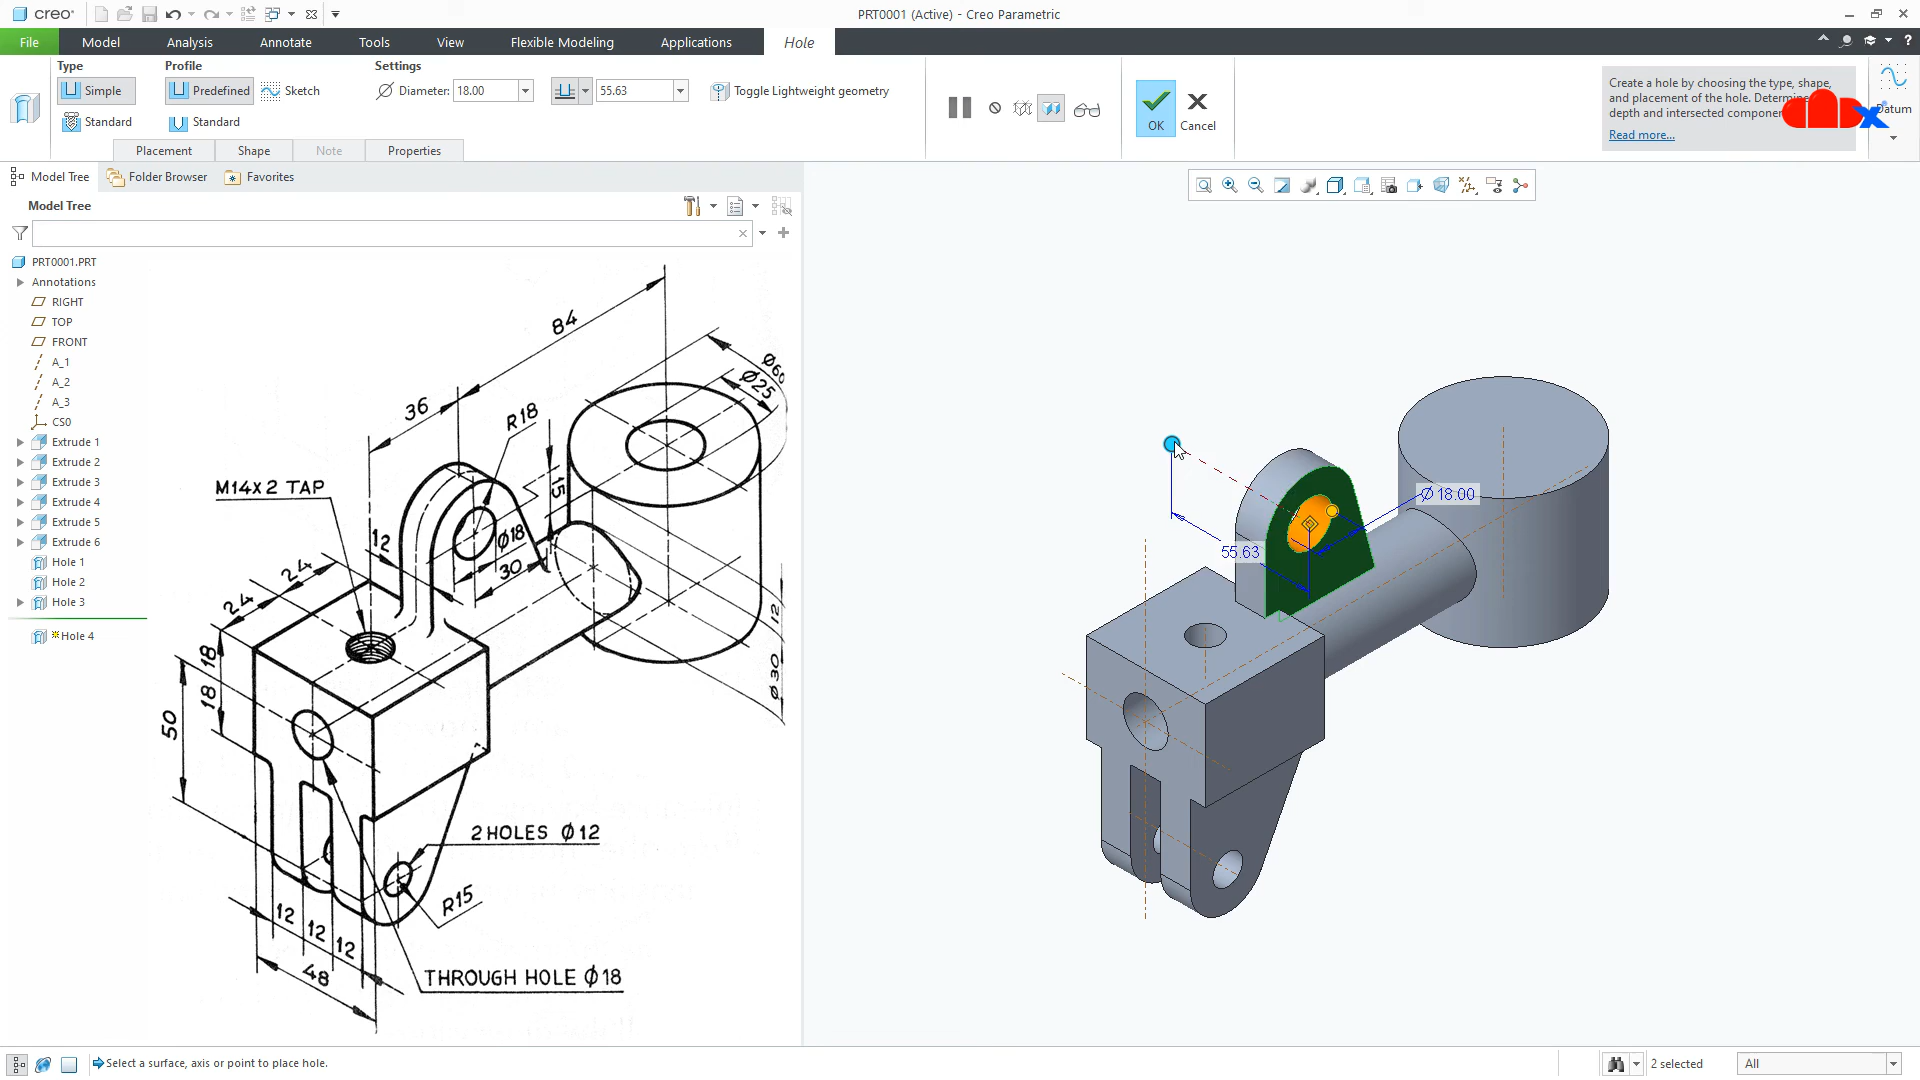 creo°
PRT0001 (Active) - Creo Parametric
File
Model
Analysis
Annotate
Tools
View
Flexible Modeling
Applications
Hole
Type
Profile
Settings
Simple
Predefined
Sketch
Diameter:
18.00
55.63
Toggle Lightweight geometry
Standard
Standard
OK
Cancel
Create a hole by choosing the type, shape,
and placement of the hole. Determine
depth and intersected componen
Read more...
Datum
Placement
Shape
Note
Properties
Model Tree
Folder Browser
Favorites
Model Tree
PRT0001.PRT
Annotations
RIGHT
TOP
FRONT
A_1
A_2
A_3
CS0
Extrude 1
Extrude 2
Extrude 3
Extrude 4
Extrude 5
Extrude 6
Hole 1
Hole 2
Hole 3
Hole 4
84
Ø60
Ø25
36
R18
15
M14x2 TAP
12
Ø18
30
24
24
18
18
50
12
Ø30
2 HOLES Ø12
R15
12
12
12
48
THROUGH HOLE Ø18
Ø18.00
55.63
Select a surface, axis or point to place hole.
2 selected
All